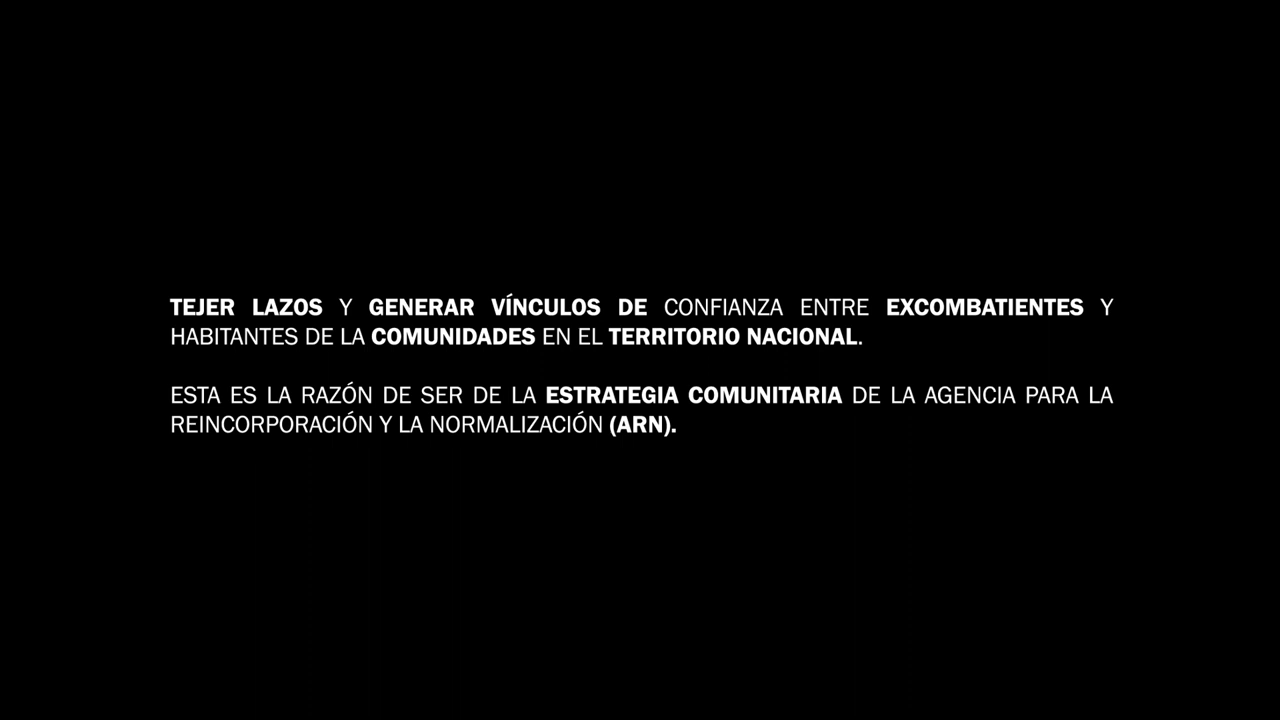 TEJER LAZOS Y GENERAR VÍNCULOS DE CONFIANZA ENTRE EXCOMBATIENTES Y
HABITANTES DE LA COMUNIDADES EN EL TERRITORIO NACIONAL.
ESTA ES LA RAZÓN DE SER DE LA ESTRATEGIA COMUNITARIA DE LA AGENCIA PARA LA
REINCORPORACIÓN Y LA NORMALIZACIÓN (ARN).